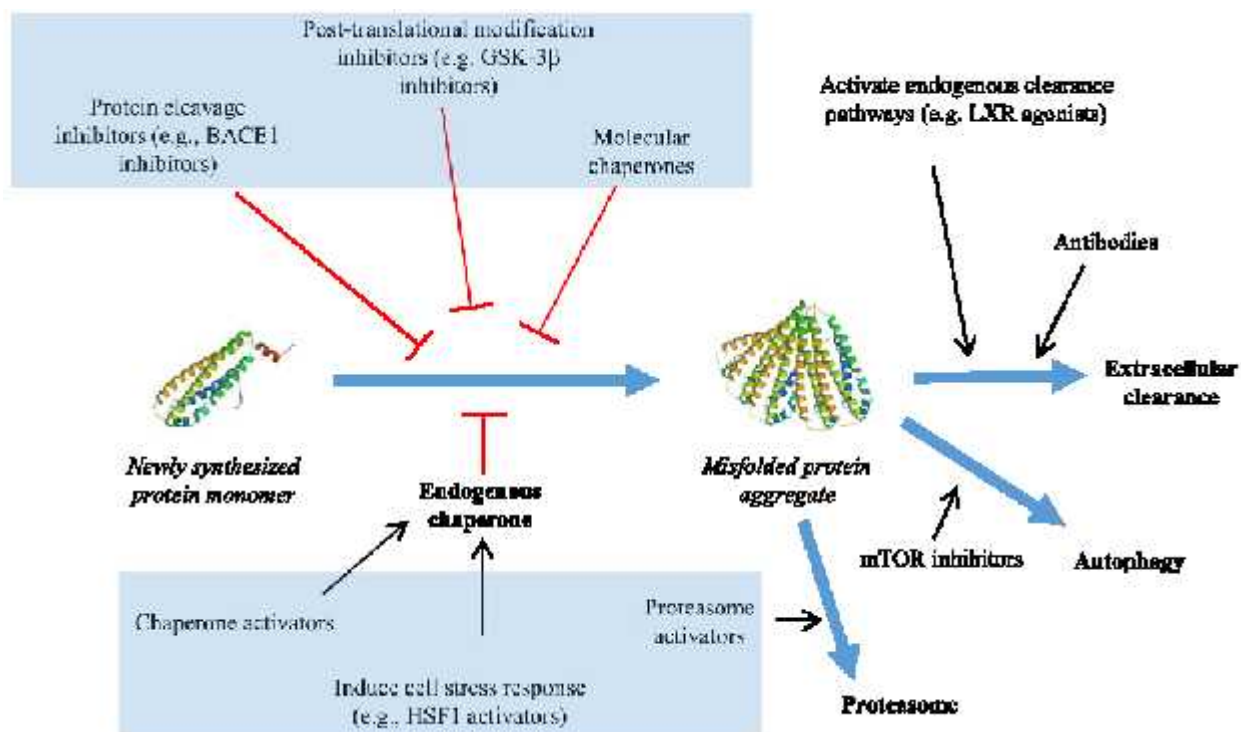 Post-translational modification
inhibitors (e.g. GSK-3β
inhibitors)
Protein cleavage
inhibitors (e.g., BACE1
inhibitors)
Molecular
chaperones
Activate endogenous clearance
pathways (e.g. LXR agonists)
Antibodies
Extracellular
clearance
Newly synthesized
protein monomer
Misfolded protein
aggregate
Endogenous
chaperone
mTOR inhibitors
Autophagy
Chaperone activators
Proteasome
activators
Induce cell stress response
(e.g., HSF1 activators)
Proteasome